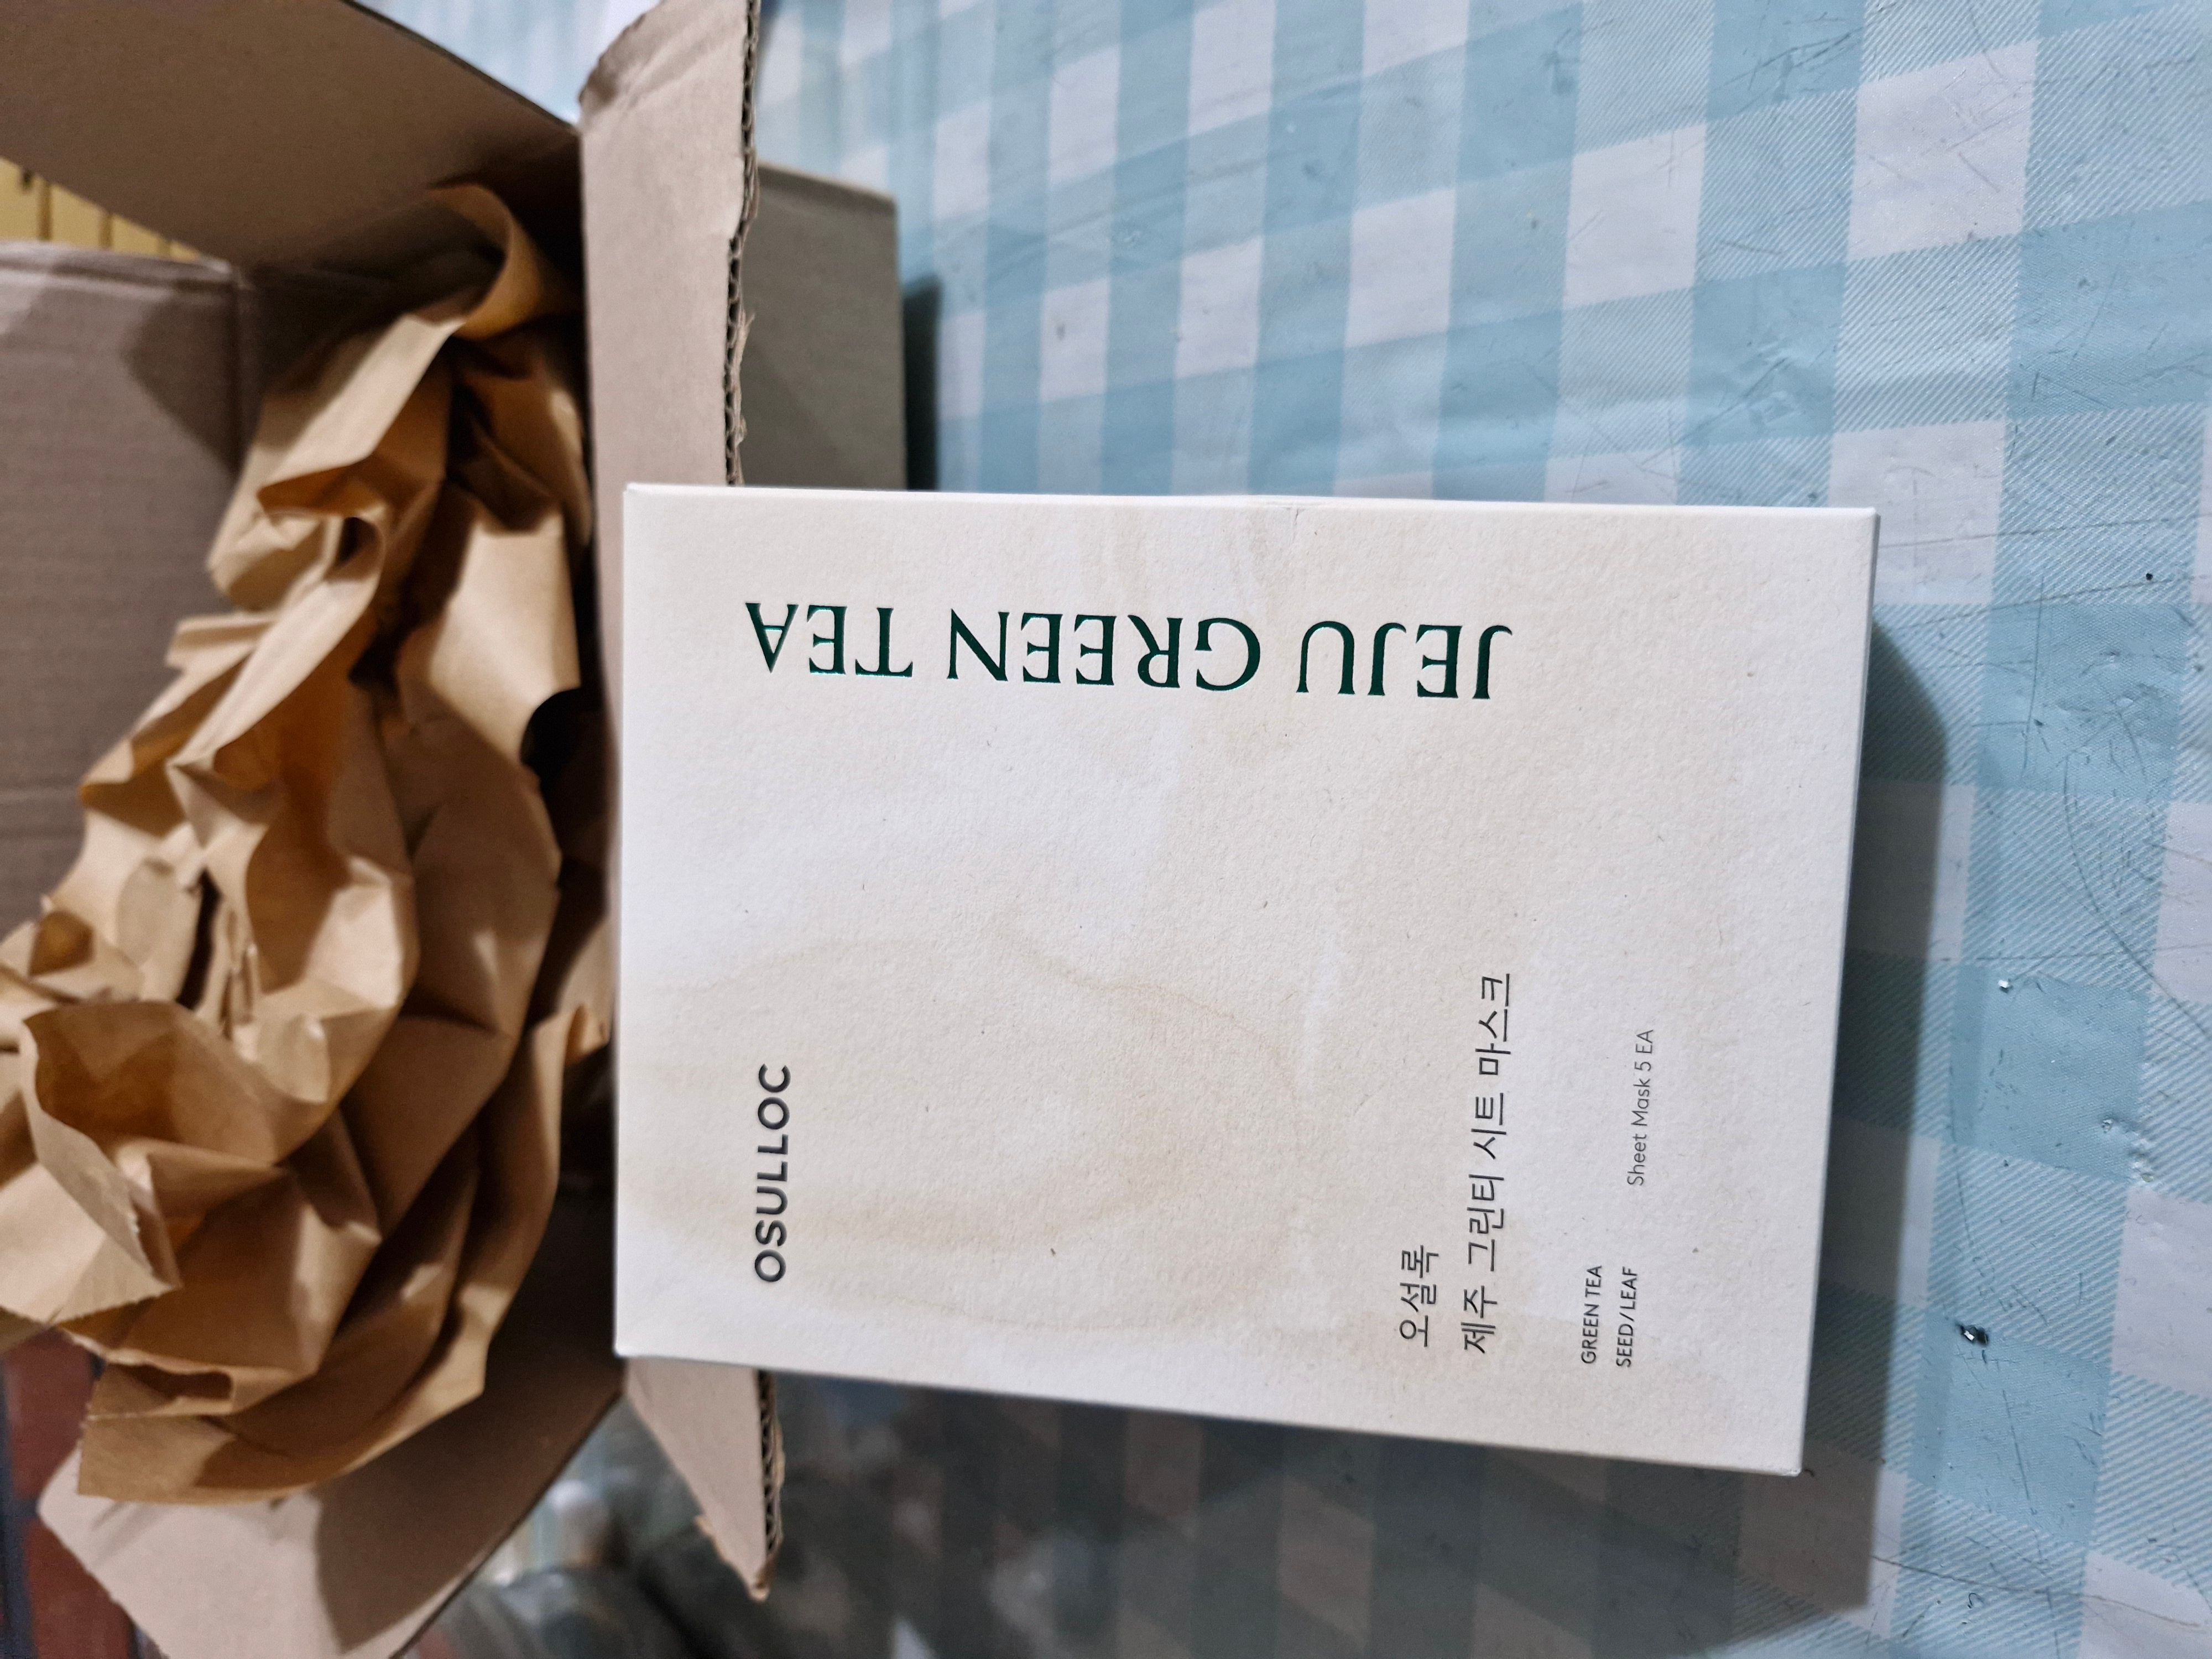 OSULLOC
JEJU GREEN TEA
오설록
제주 그린티 시트 마스크
GREEN TEA
SEED/LEAF
Sheet Mask 5 EA